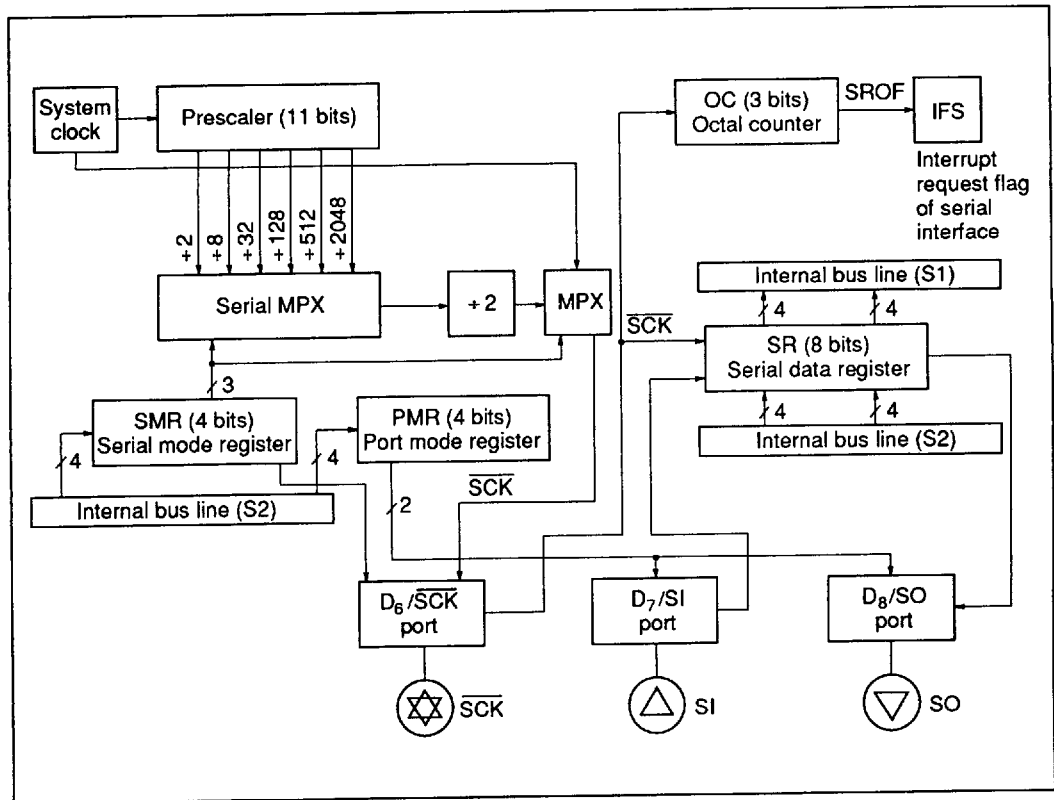 System
clock
Prescaler (11 bits)
OC (3 bits)
Octal counter
SROF
IFS
Interrupt
request flag
of serial
interface
÷2
÷8
÷32
÷128
÷512
÷2048
Serial MPX
÷2
MPX
Internal bus line (S1)
4
4
S̅C̅K̅
SR (8 bits)
Serial data register
3
4
4
Internal bus line (S2)
SMR (4 bits)
Serial mode register
PMR (4 bits)
Port mode register
4
4
Internal bus line (S2)
2
S̅C̅K̅
D₆/S̅C̅K̅
port
D₇/SI
port
D₈/SO
port
S̅C̅K̅
SI
SO